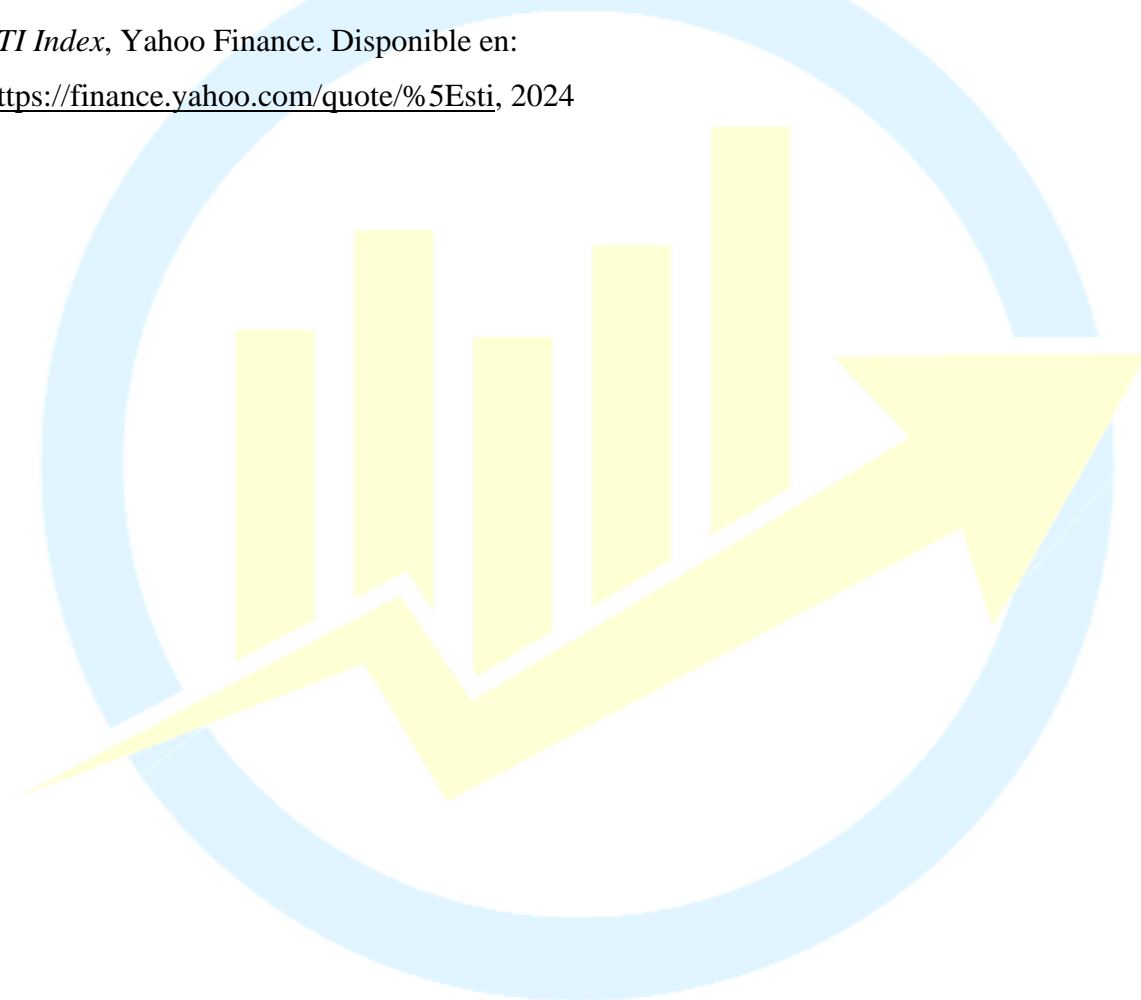 TI Index, Yahoo Finance. Disponible en:
ttps://finance.yahoo.com/quote/%5Esti, 2024